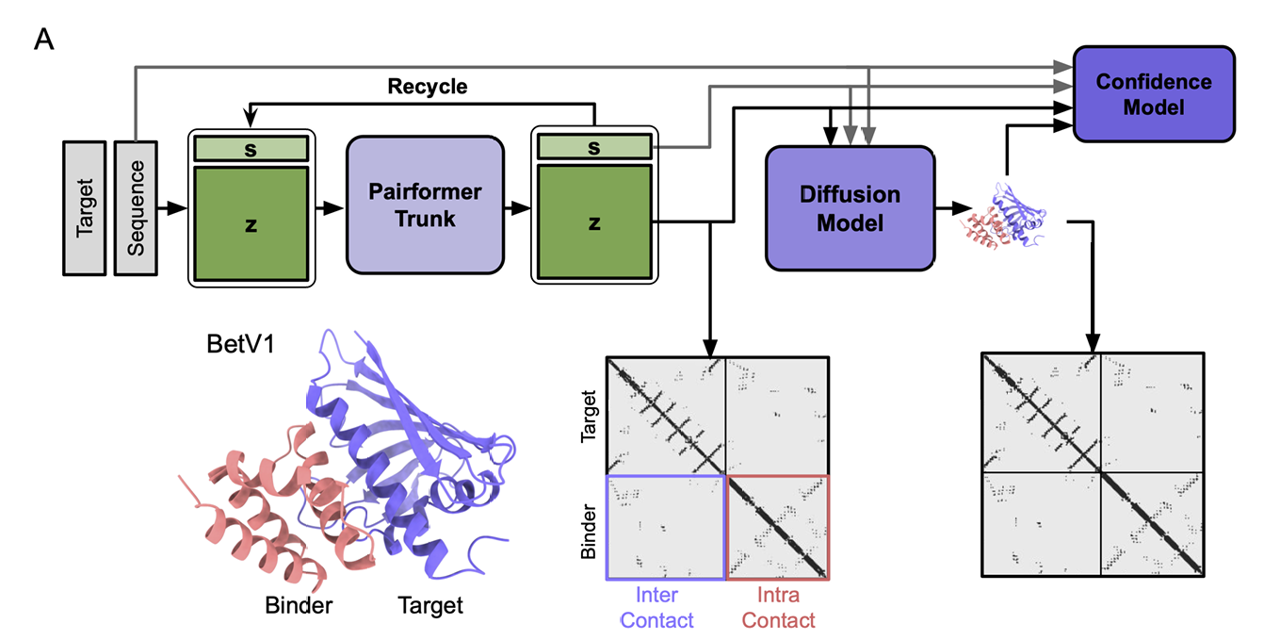 A
Recycle
Confidence
Model
Target
Sequence
s
z
Pairformer
Trunk
s
z
Diffusion
Model
BetV1
Binder
Target
Target
Binder
Inter
Contact
Intra
Contact